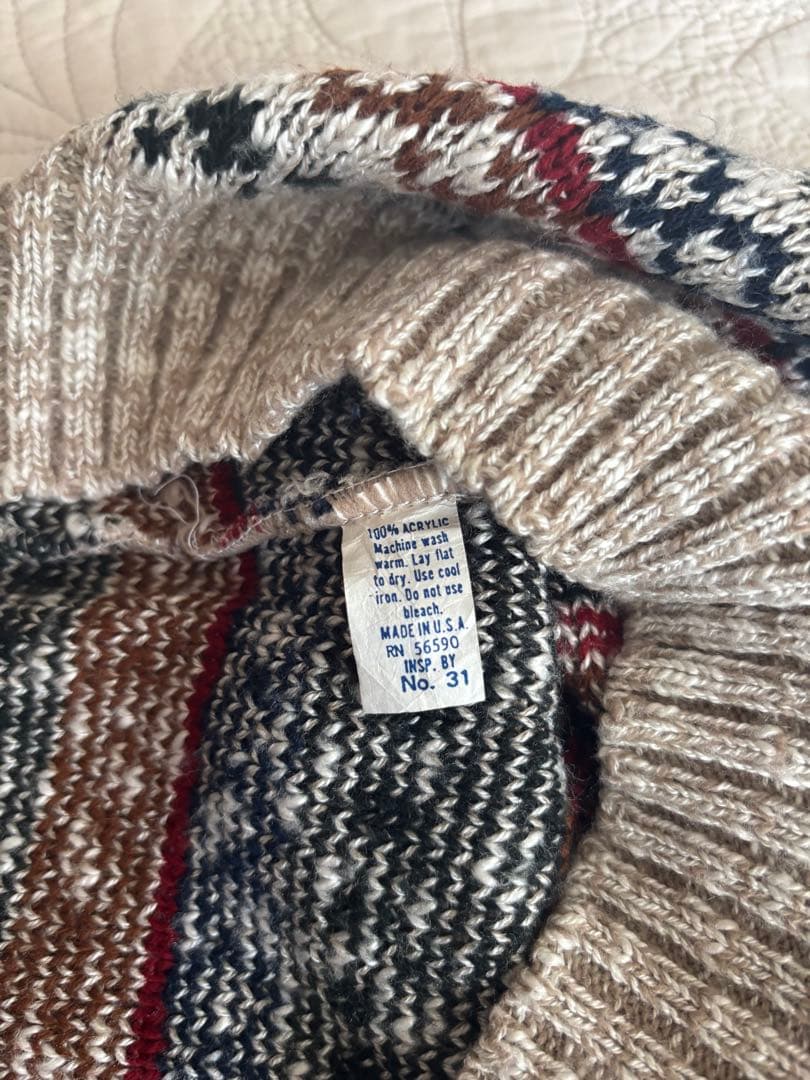 100% ACRYLIC
Machine wash
warm. Lay flat
to dry. Use cool
iron. Do not use
bleach.
MADE IN U.S.A.
RN 56590
INSP. BY
No. 31